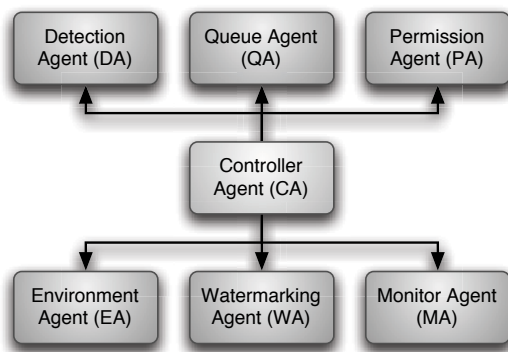 Detection
Agent (DA)
Queue Agent
(QA)
Permission
Agent (PA)
Controller
Agent (CA)
Environment
Agent (EA)
Watermarking
Agent (WA)
Monitor Agent
(MA)